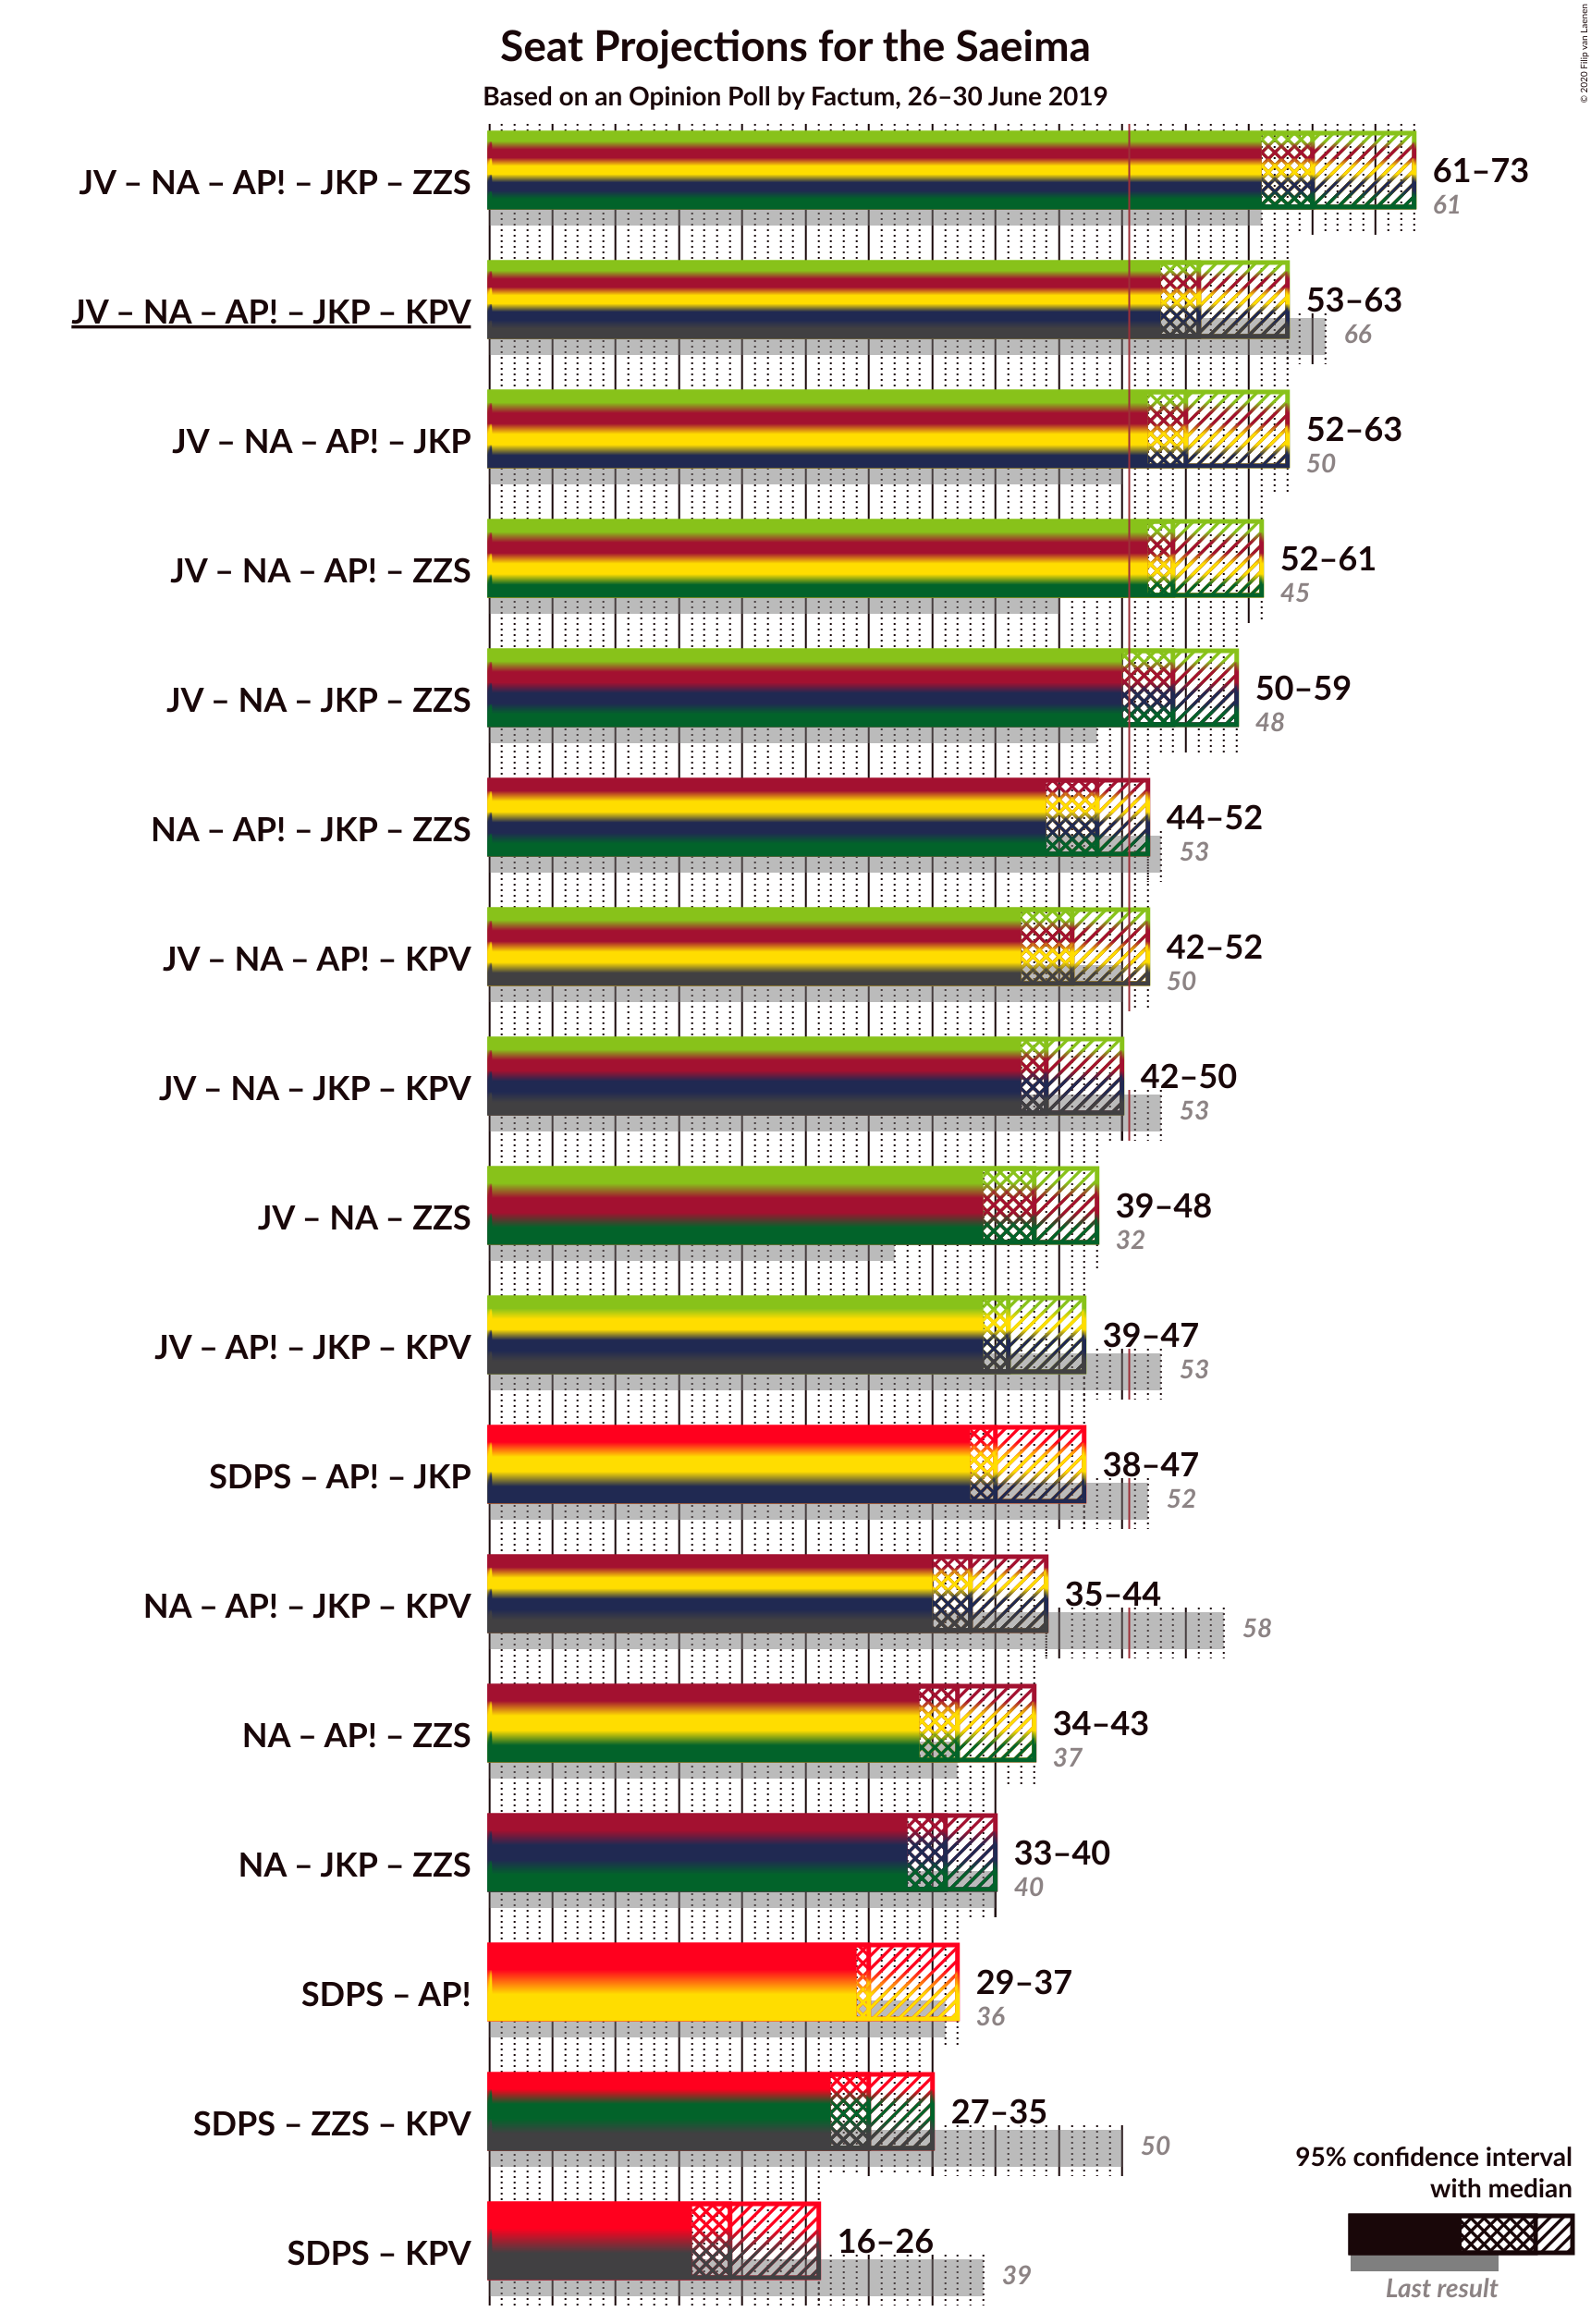 Seat Projections for the Saeima
Based on an Opinion Poll by Factum, 26–30 June 2019
© 2020 Filip van Laenen
JV – NA – AP! – JKP – ZZS
61–73
61
JV – NA – AP! – JKP – KPV
53–63
66
JV – NA – AP! – JKP
52–63
50
JV – NA – AP! – ZZS
52–61
45
JV – NA – JKP – ZZS
50–59
48
NA – AP! – JKP – ZZS
44–52
53
JV – NA – AP! – KPV
42–52
50
JV – NA – JKP – KPV
42–50
53
JV – NA – ZZS
39–48
32
JV – AP! – JKP – KPV
39–47
53
SDPS – AP! – JKP
38–47
52
NA – AP! – JKP – KPV
35–44
58
NA – AP! – ZZS
34–43
37
NA – JKP – ZZS
33–40
40
SDPS – AP!
29–37
36
SDPS – ZZS – KPV
27–35
50
SDPS – KPV
16–26
39
95% confidence interval
with median
Last result